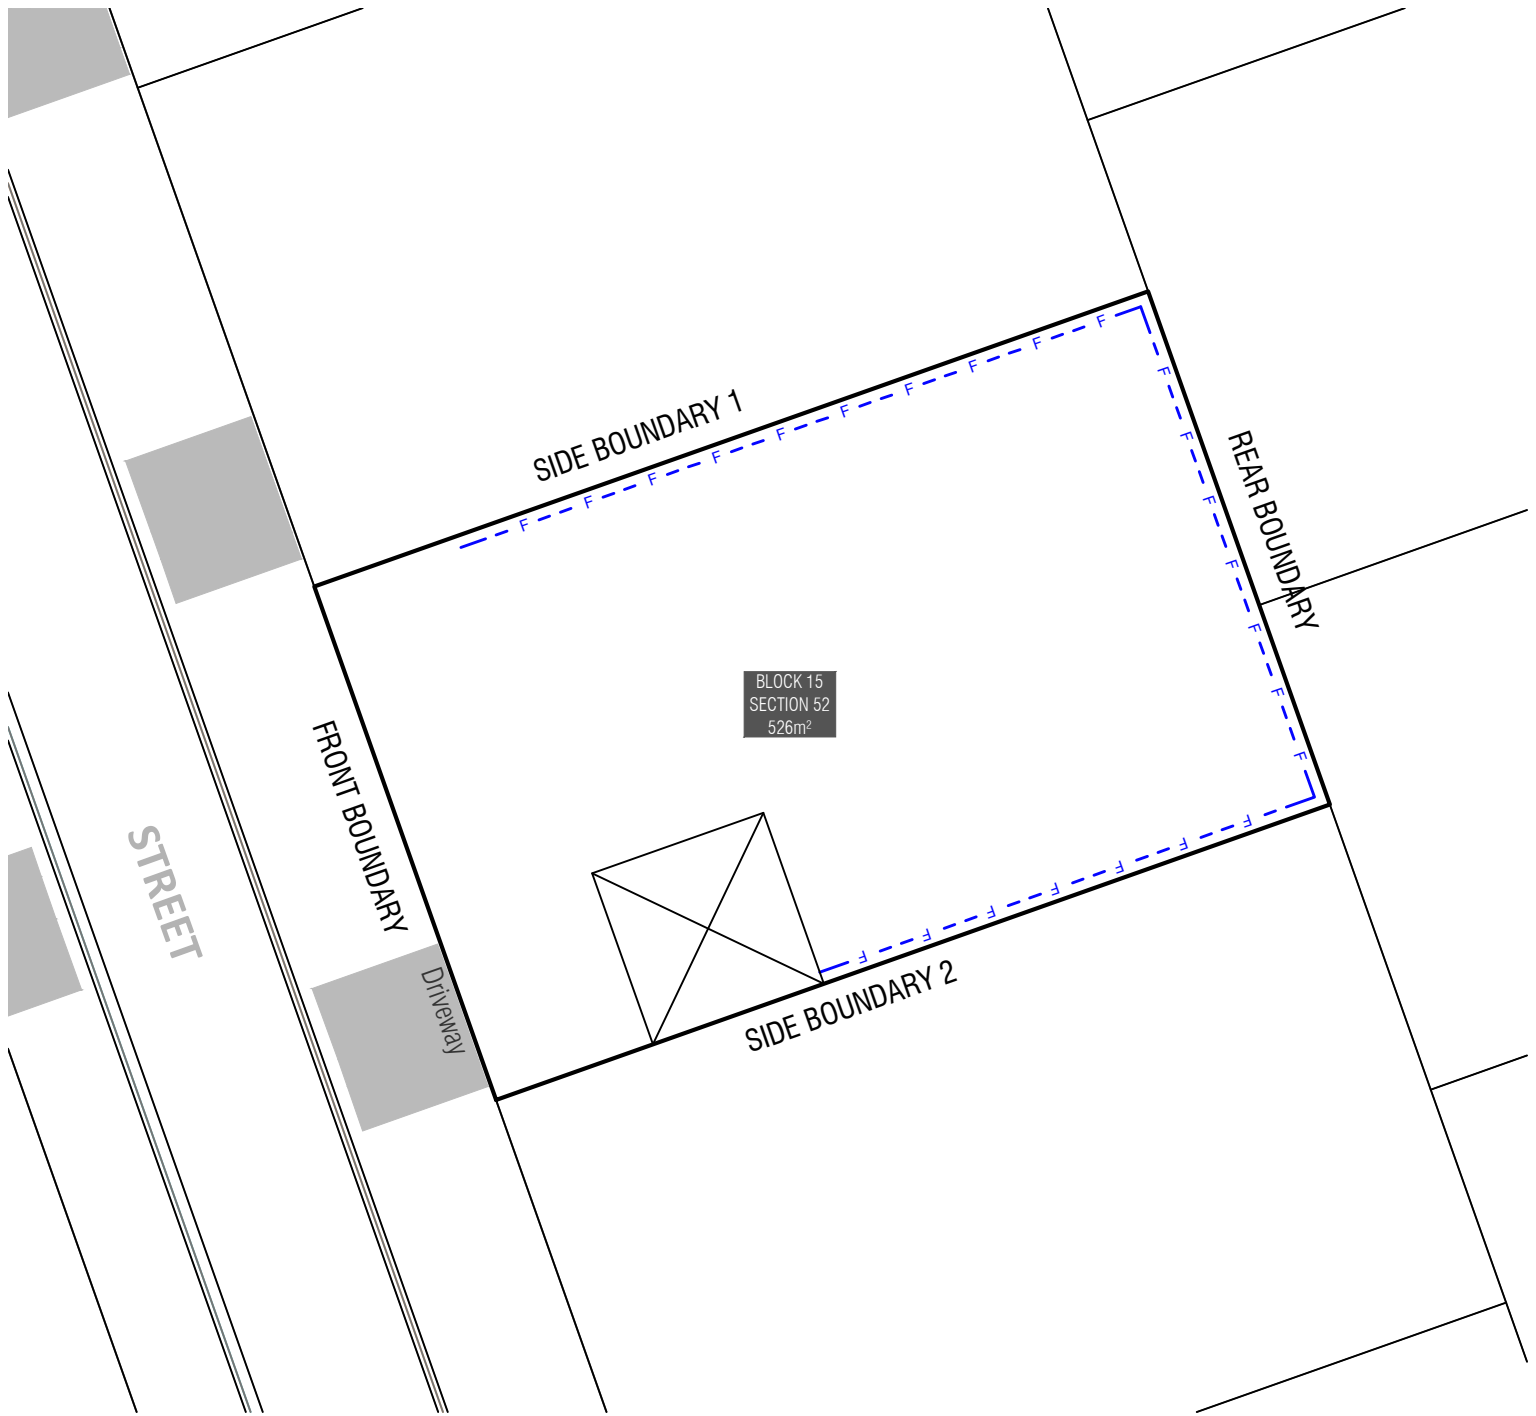 SIDE BOUNDARY 1
REAR BOUNDARY
BLOCK 15
SECTION 52
526m²
FRONT BOUNDARY
STREET
Driveway
SIDE BOUNDARY 2
F F F F F F F F F F
F F F F F F F
F F F F F F F